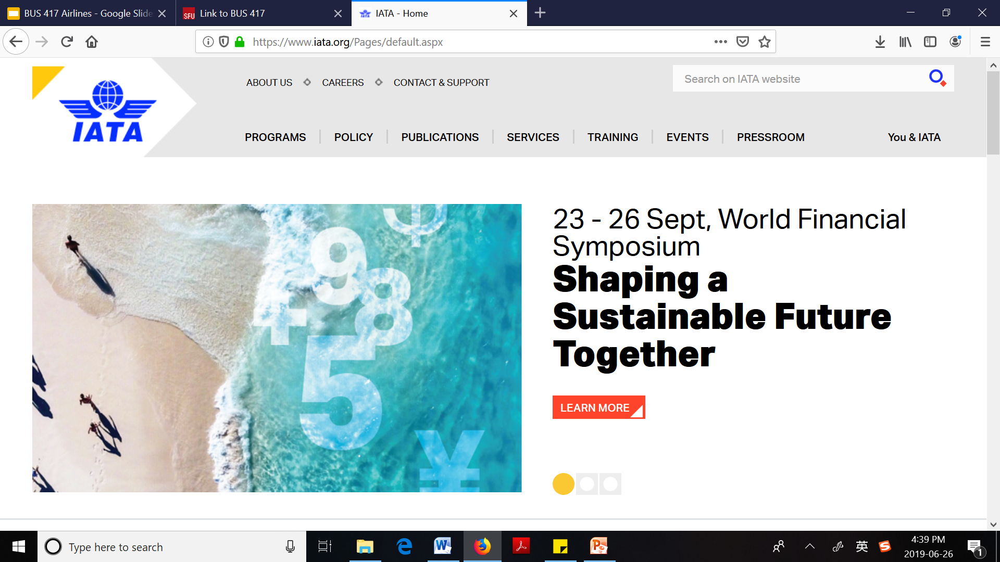 BUS 417 Airlines - Google Slide
Link to BUS 417
IATA - Home
https://www.iata.org/Pages/default.aspx
IATA
ABOUT US
CAREERS
CONTACT & SUPPORT
Search on IATA website
PROGRAMS
POLICY
PUBLICATIONS
SERVICES
TRAINING
EVENTS
PRESSROOM
You & IATA
$
9
8
+
5
¥
23 - 26 Sept, World Financial
Symposium
Shaping a
Sustainable Future
Together
LEARN MORE
Type here to search
英
4:39 PM
2019-06-26
1